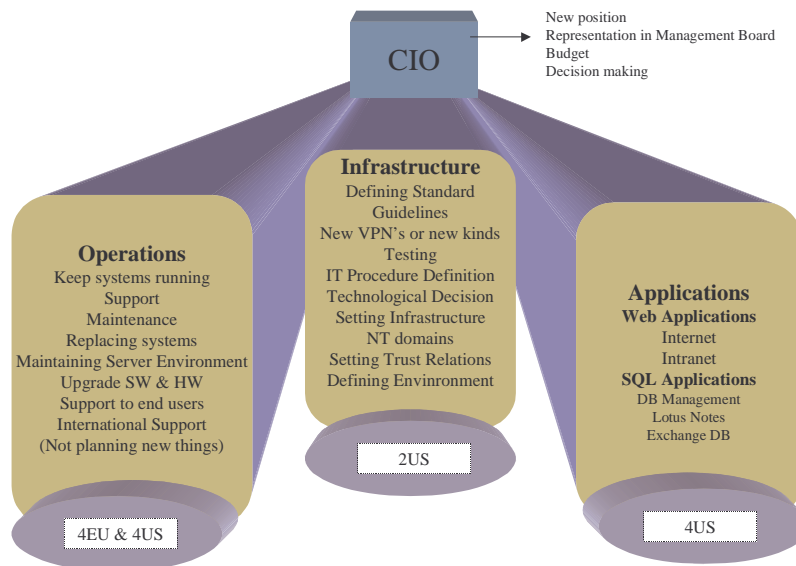 CIO
New position
Representation in Management Board
Budget
Decision making
Operations
Keep systems running
Support
Maintenance
Replacing systems
Maintaining Server Environment
Upgrade SW & HW
Support to end users
International Support
(Not planning new things)
4EU & 4US
Infrastructure
Defining Standard
Guidelines
New VPN's or new kinds
Testing
IT Procedure Definition
Technological Decision
Setting Infrastructure
NT domains
Setting Trust Relations
Defining Envinronment
2US
Applications
Web Applications
Internet
Intranet
SQL Applications
DB Management
Lotus Notes
Exchange DB
4US